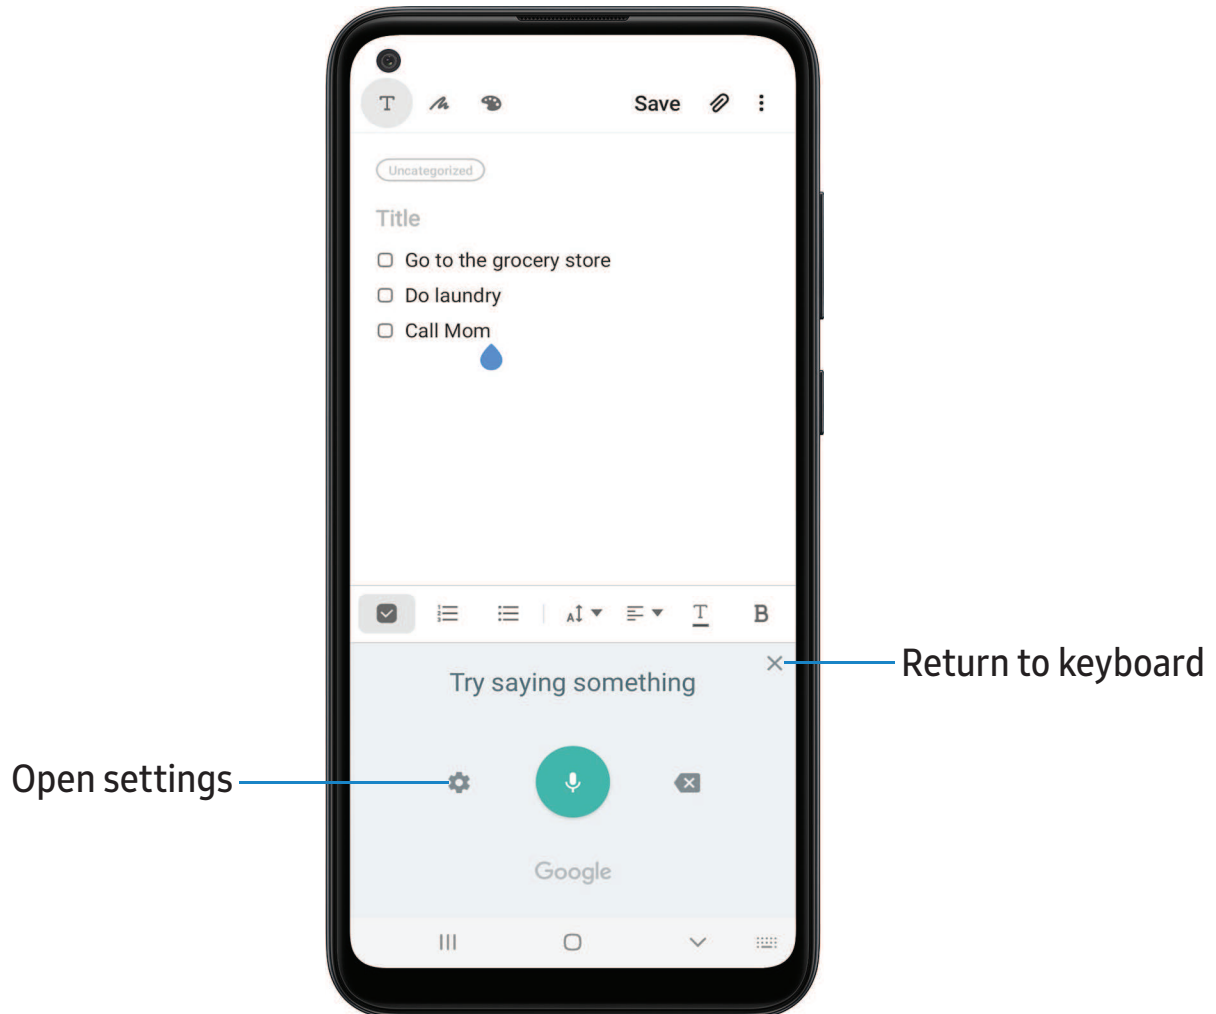 T
Save
Uncategorized
Title
Go to the grocery store
Do laundry
Call Mom
A T B
Try saying something
Return to keyboard
Open settings
Google